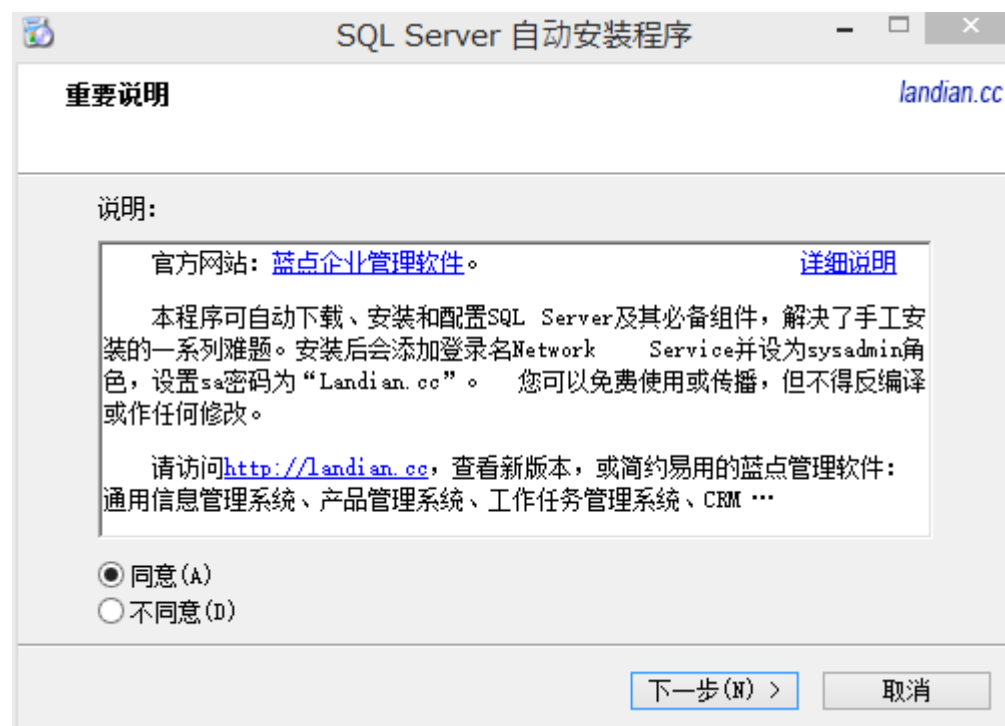 SQL Server 自动安装程序
重要说明
landian.cc
说明:
官方网站: 蓝点企业管理软件。 详细说明
本程序可自动下载、安装和配置SQL Server及其必备组件，解决了手工安
装的一系列难题。安装后会添加登录名Network Service并设为sysadmin角
色，设置sa密码为“Landian.cc”。 您可以免费使用或传播，但不得反编译
或作任何修改。
请访问http://landian.cc，查看新版本，或简约易用的蓝点管理软件:
通用信息管理系统、产品管理系统、工作任务管理系统、CRM …
同意(A)
不同意(D)
下一步(N) >
取消